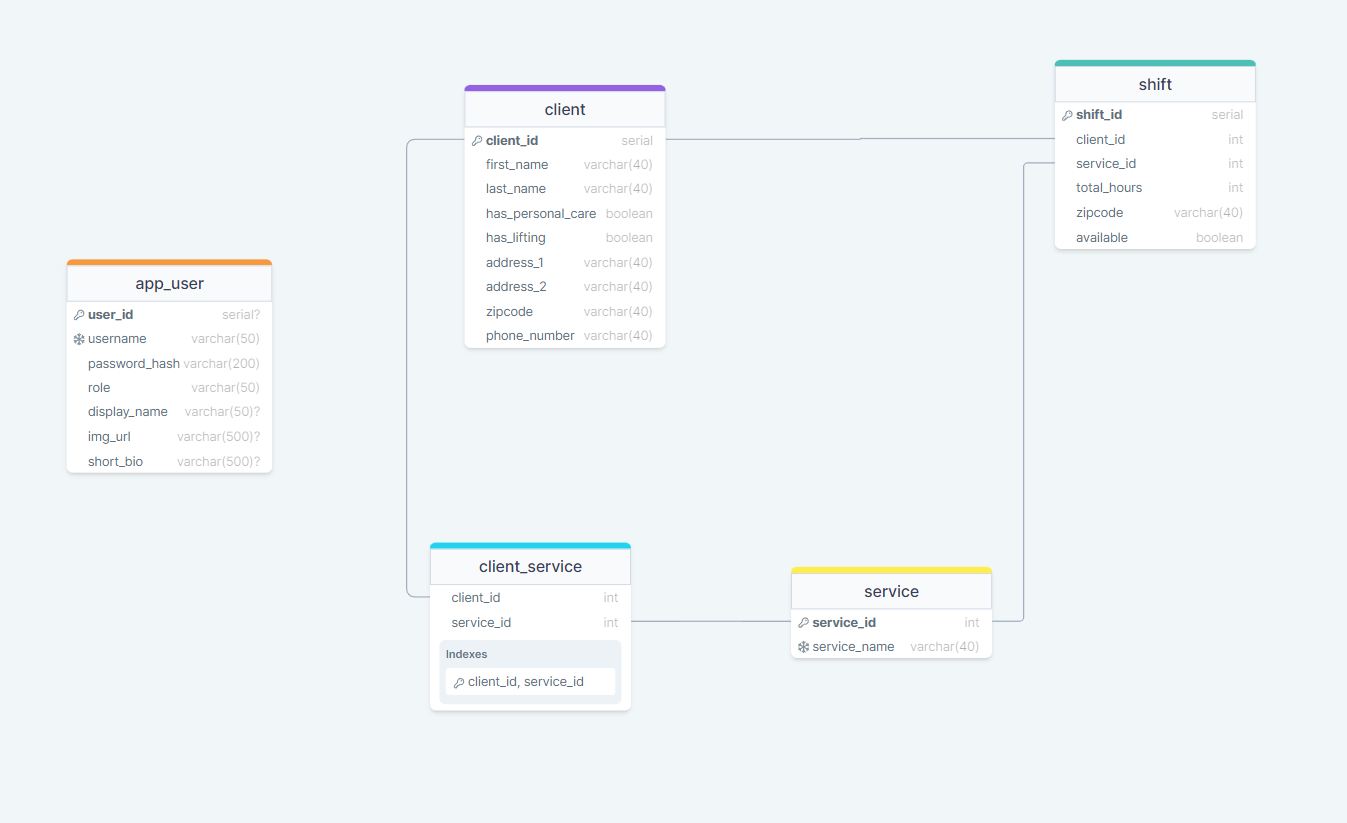 app_user
user_id serial?
username varchar(50)
password_hash varchar(200)
role varchar(50)
display_name varchar(50)?
img_url varchar(500)?
short_bio varchar(500)?
client
client_id serial
first_name varchar(40)
last_name varchar(40)
has_personal_care boolean
has_lifting boolean
address_1 varchar(40)
address_2 varchar(40)
zipcode varchar(40)
phone_number varchar(40)
shift
shift_id serial
client_id int
service_id int
total_hours int
zipcode varchar(40)
available boolean
client_service
client_id int
service_id int
Indexes
client_id, service_id
service
service_id int
service_name varchar(40)